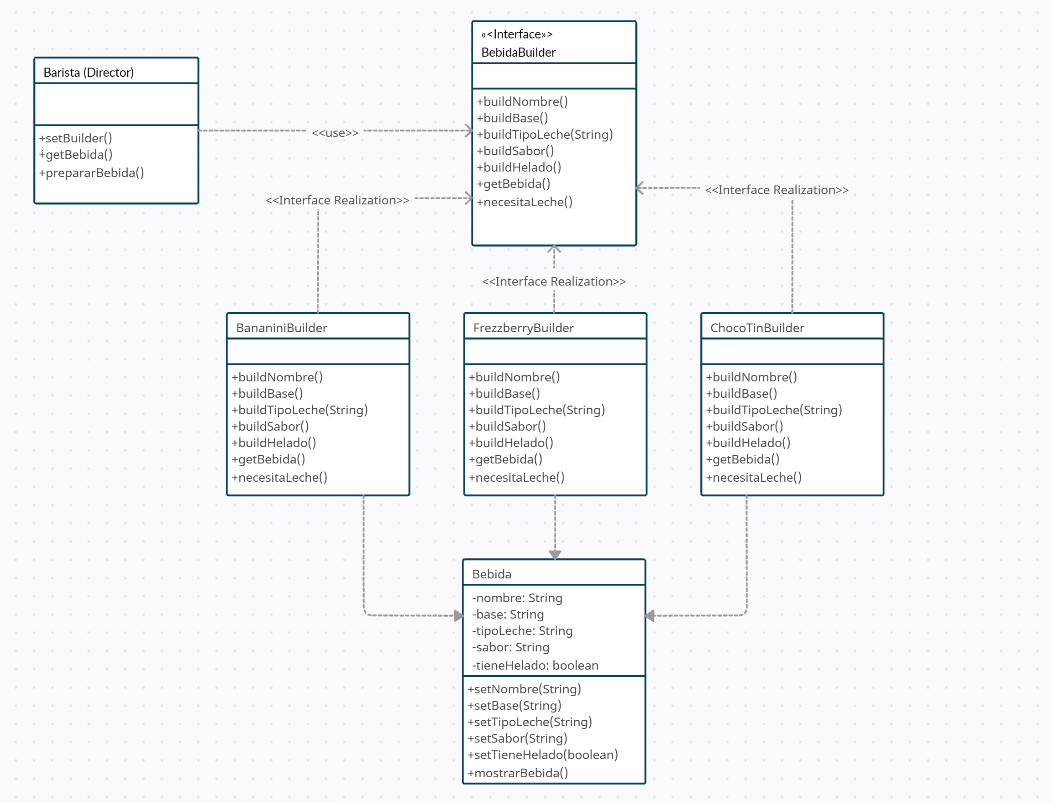 «<Interface»>
BebidaBuilder
+buildNombre()
+buildBase()
+buildTipoLeche(String)
+buildSabor()
+buildHelado()
+getBebida()
+necesitaLeche()
Barista (Director)
+setBuilder()
+getBebida()
+prepararBebida()
<<use>>
<<Interface Realization>>
<<Interface Realization>>
<<Interface Realization>>
BananiniBuilder
+buildNombre()
+buildBase()
+buildTipoLeche(String)
+buildSabor()
+buildHelado()
+getBebida()
+necesitaLeche()
FrezzberryBuilder
+buildNombre()
+buildBase()
+buildTipoLeche(String)
+buildSabor()
+buildHelado()
+getBebida()
+necesitaLeche()
ChocoTinBuilder
+buildNombre()
+buildBase()
+buildTipoLeche(String)
+buildSabor()
+buildHelado()
+getBebida()
+necesitaLeche()
Bebida
-nombre: String
-base: String
-tipoLeche: String
-sabor: String
-tieneHelado: boolean
+setNombre(String)
+setBase(String)
+setTipoLeche(String)
+setSabor(String)
+setTieneHelado(boolean)
+mostrarBebida()